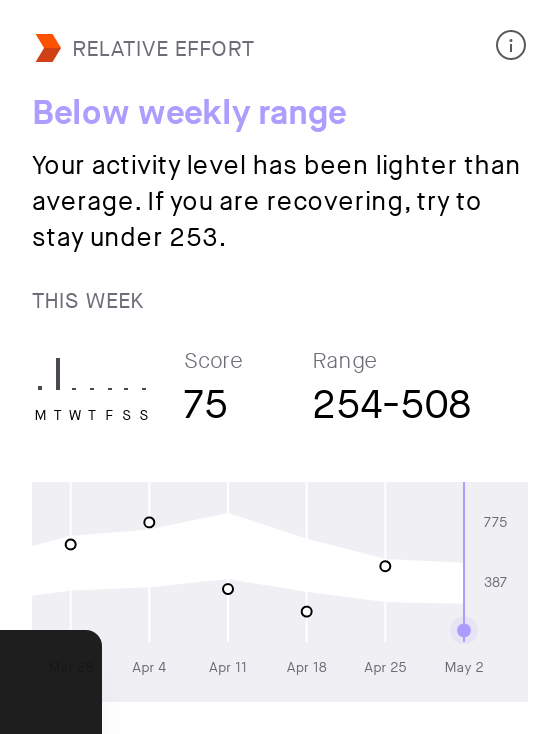 RELATIVE EFFORT
Below weekly range
Your activity level has been lighter than
average. If you are recovering, try to
stay under 253.
THIS WEEK
Score Range
75 254-508
M T W T F S S
775
387
Mar 28 Apr 4 Apr 11 Apr 18 Apr 25 May 2